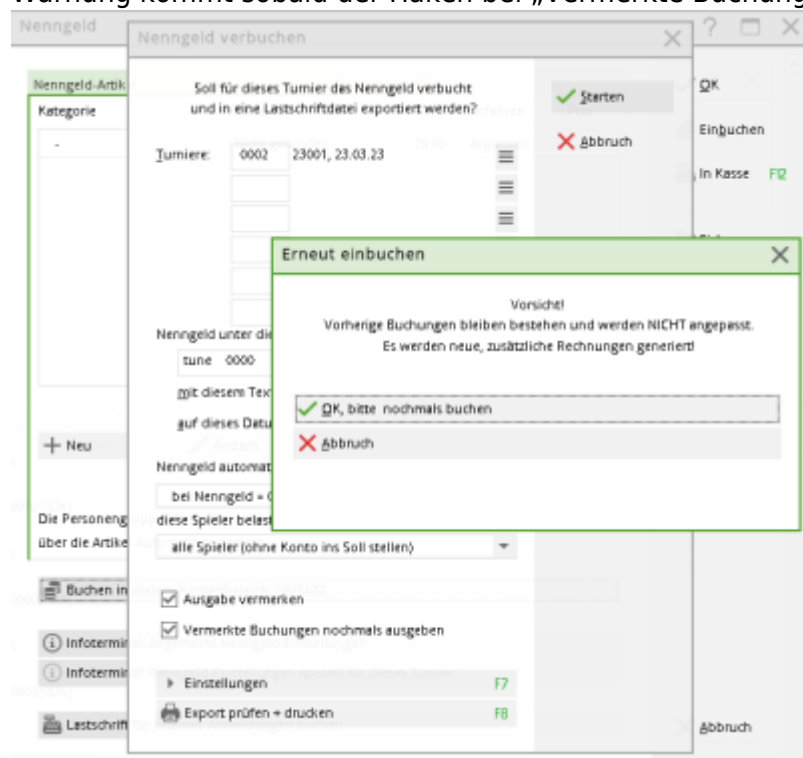 Warnung kommt sobald der Haken bei „Vermerkte Buchung
Nenngeld
Nenngeld verbuchen
Nenngeld-Artik
Kategorie
-
Soll für dieses Turnier das Nenngeld verbucht
und in eine Lastschriftdatei exportiert werden?
Turniere: 0002 23001, 23.03.23
Starten
Abbruch
OK
Einbuchen
In Kasse F12
Erneut einbuchen
Vorsicht!
Vorherige Buchungen bleiben bestehen und werden NICHT angepasst.
Es werden neue, zusätzliche Rechnungen generiert!
OK, bitte nochmals buchen
Abbruch
Nenngeld unter die
tune 0000
mit diesem Tex
auf dieses Datu
Neu
Nenngeld automat
bei Nenngeld = 0
Die Personeng
diese Spieler belast
über die Artike
alle Spieler (ohne Konto ins Soll stellen)
Buchen in
Ausgabe vermerken
Vermerkte Buchungen nochmals ausgeben
Infotermin
Infotermin
Einstellungen F7
Export prüfen + drucken F8
Lastschrift
Abbruch